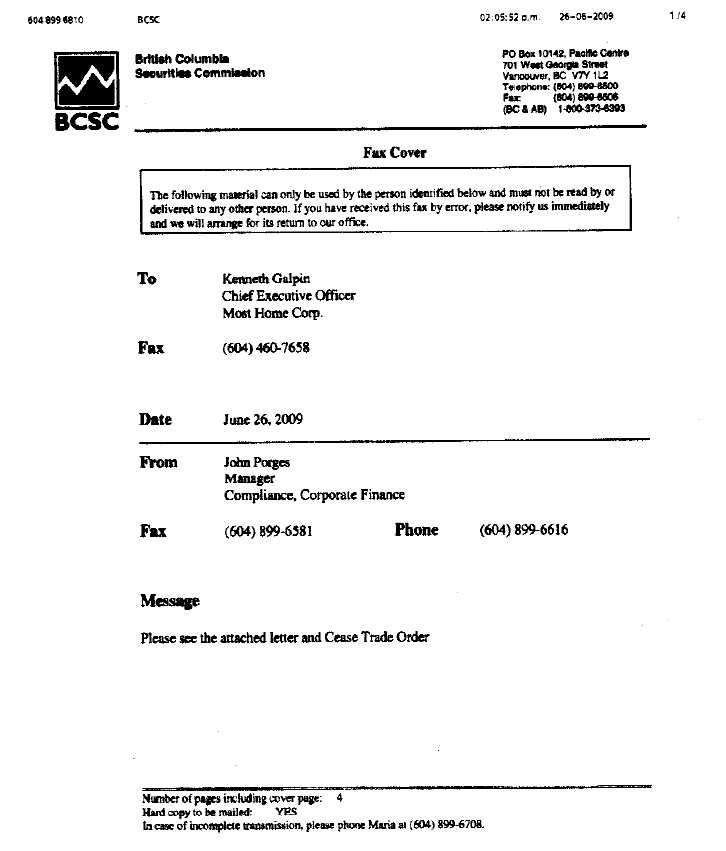 604 899 6810 BCSC 02:05:52 p.m. 26-06-2009 1 /4
BCSC
British Columbia
Securities Commission
PO Box 10142, Pacific Centre
701 West Georgia Street
Vancouver, BC V7Y 1L2
Telephone: (604) 899-6500
Fax: (604) 899-6506
(BC & AB) 1-800-373-6393
Fax Cover
The following material can only be used by the person identified below and must not be read by or
delivered to any other person. If you have received this fax by error, please notify us immediately
and we will arrange for its return to our office.
To Kenneth Galpin
Chief Executive Officer
Most Home Corp.
Fax (604) 460-7658
Date June 26, 2009
From John Porges
Manager
Compliance, Corporate Finance
Fax (604) 899-6581 Phone (604) 899-6616
Message
Please see the attached letter and Cease Trade Order
Number of pages including cover page: 4
Hard copy to be mailed: YES
In case of incomplete transmission, please phone Maria at (604) 899-6708.